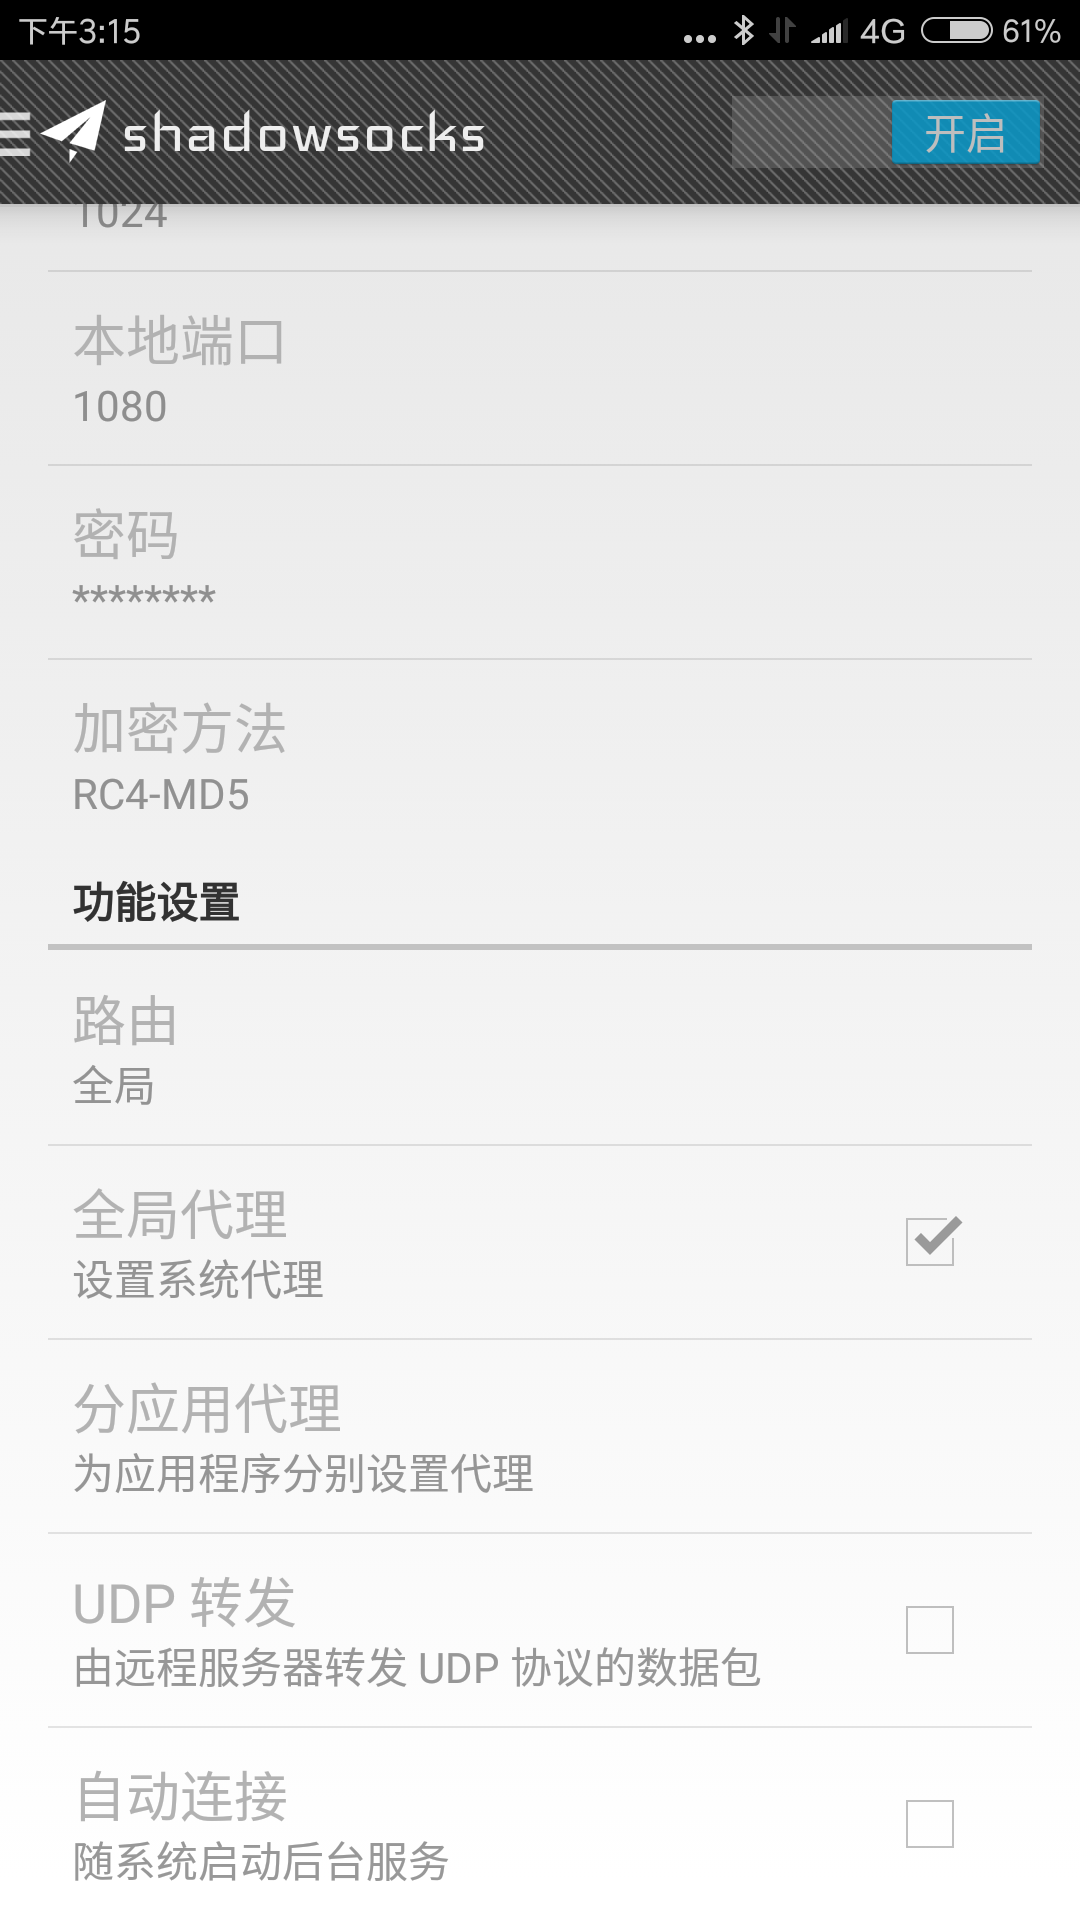 下午3:15
4G
61%
shadowsocks
开启
1024
本地端口
1080
密码
********
加密方法
RC4-MD5
功能设置
路由
全局
全局代理
设置系统代理
分应用代理
为应用程序分别设置代理
UDP 转发
由远程服务器转发 UDP 协议的数据包
自动连接
随系统启动后台服务